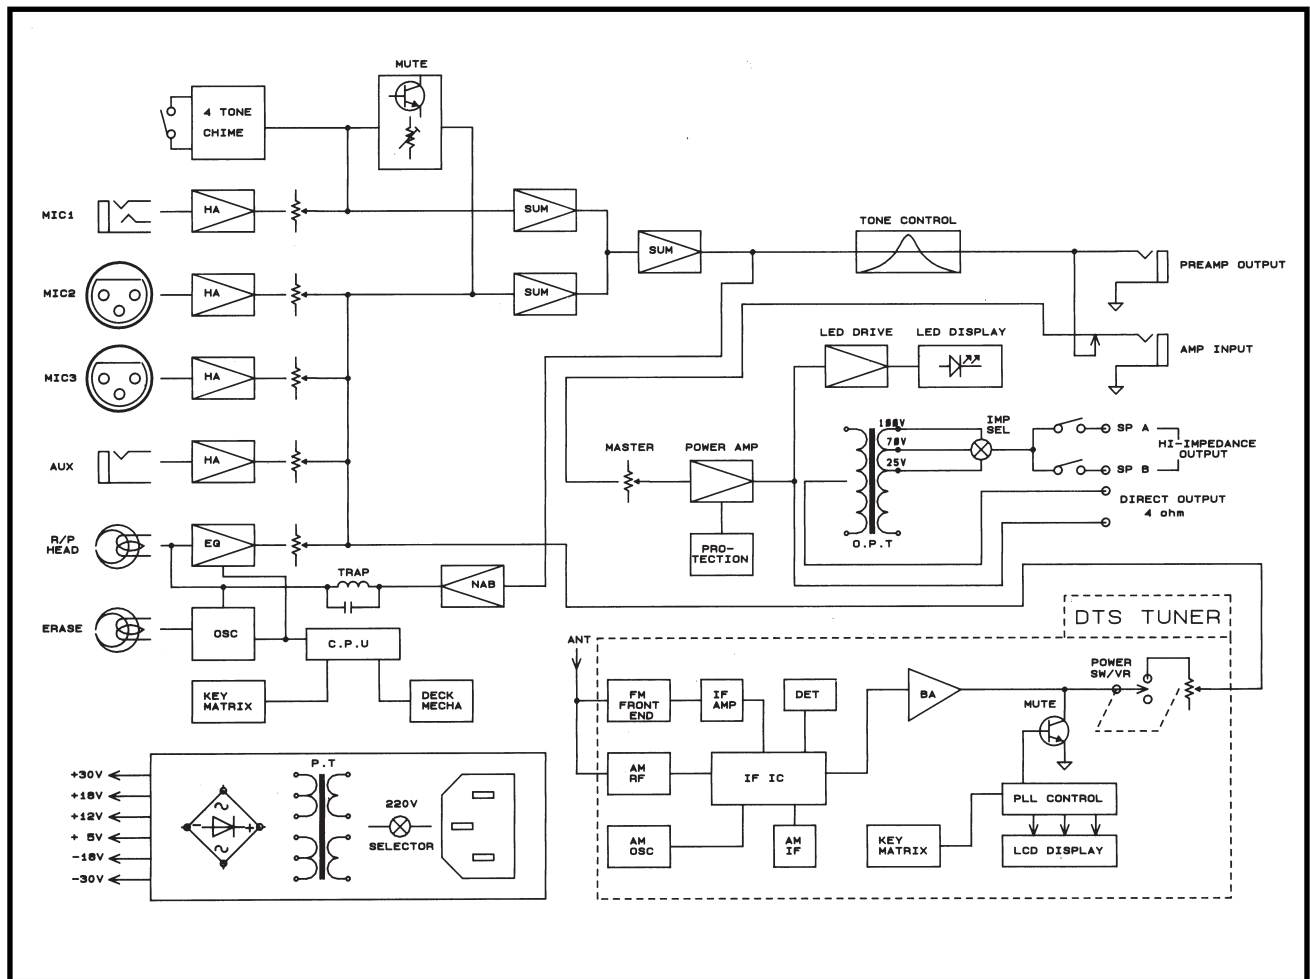 MUTE
4 TONE
CHIME
MIC1
HA
SUM
SUM
TONE CONTROL
PREAMP OUTPUT
MIC2
HA
SUM
LED DRIVE
LED DISPLAY
AMP INPUT
MIC3
HA
100V
70V
25V
IMP
SEL
SP A
HI-IMPEDANCE
OUTPUT
SP B
AUX
HA
MASTER
POWER AMP
DIRECT OUTPUT
4 ohm
R/P
HEAD
EQ
PRO-
TECTION
O.P.T
TRAP
NAB
ERASE
OSC
C.P.U
DTS TUNER
ANT
KEY
MATRIX
DECK
MECHA
FM
FRONT
END
IF
AMP
DET
BA
POWER
SW/VR
MUTE
P.T
+30V
+18V
+12V
+ 5V
-18V
-30V
220V
SELECTOR
AM
RF
IF IC
PLL CONTROL
AM
OSC
AM
IF
KEY
MATRIX
LCD DISPLAY